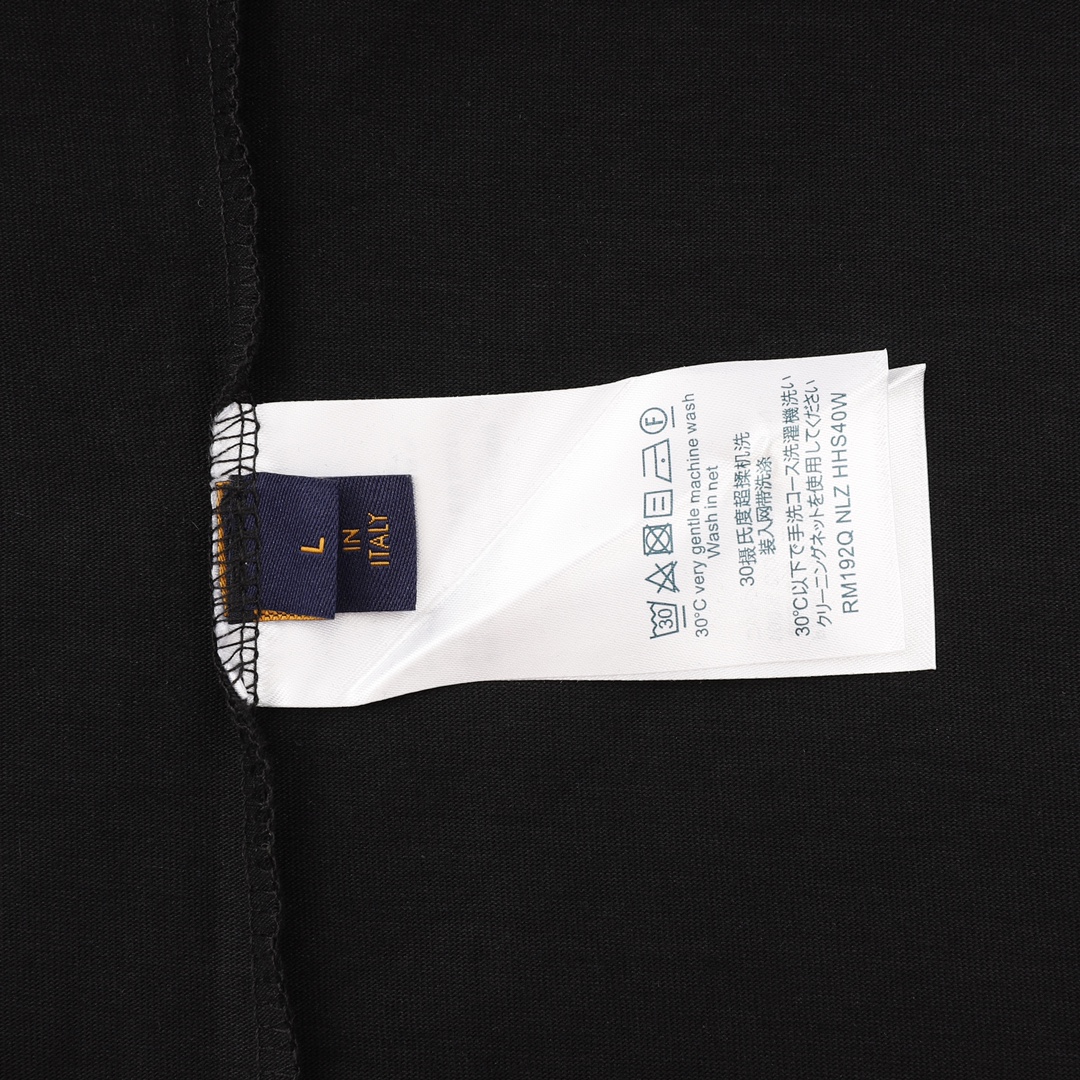 L
IN
ITALY
30
F
30°C very gentle machine wash
Wash in net
30摄氏度超揉机洗
装入网带洗涤
30°C以下で手洗コース洗濯機洗い
クリーニングネットを使用してください
RM192Q NLZ HHS40W